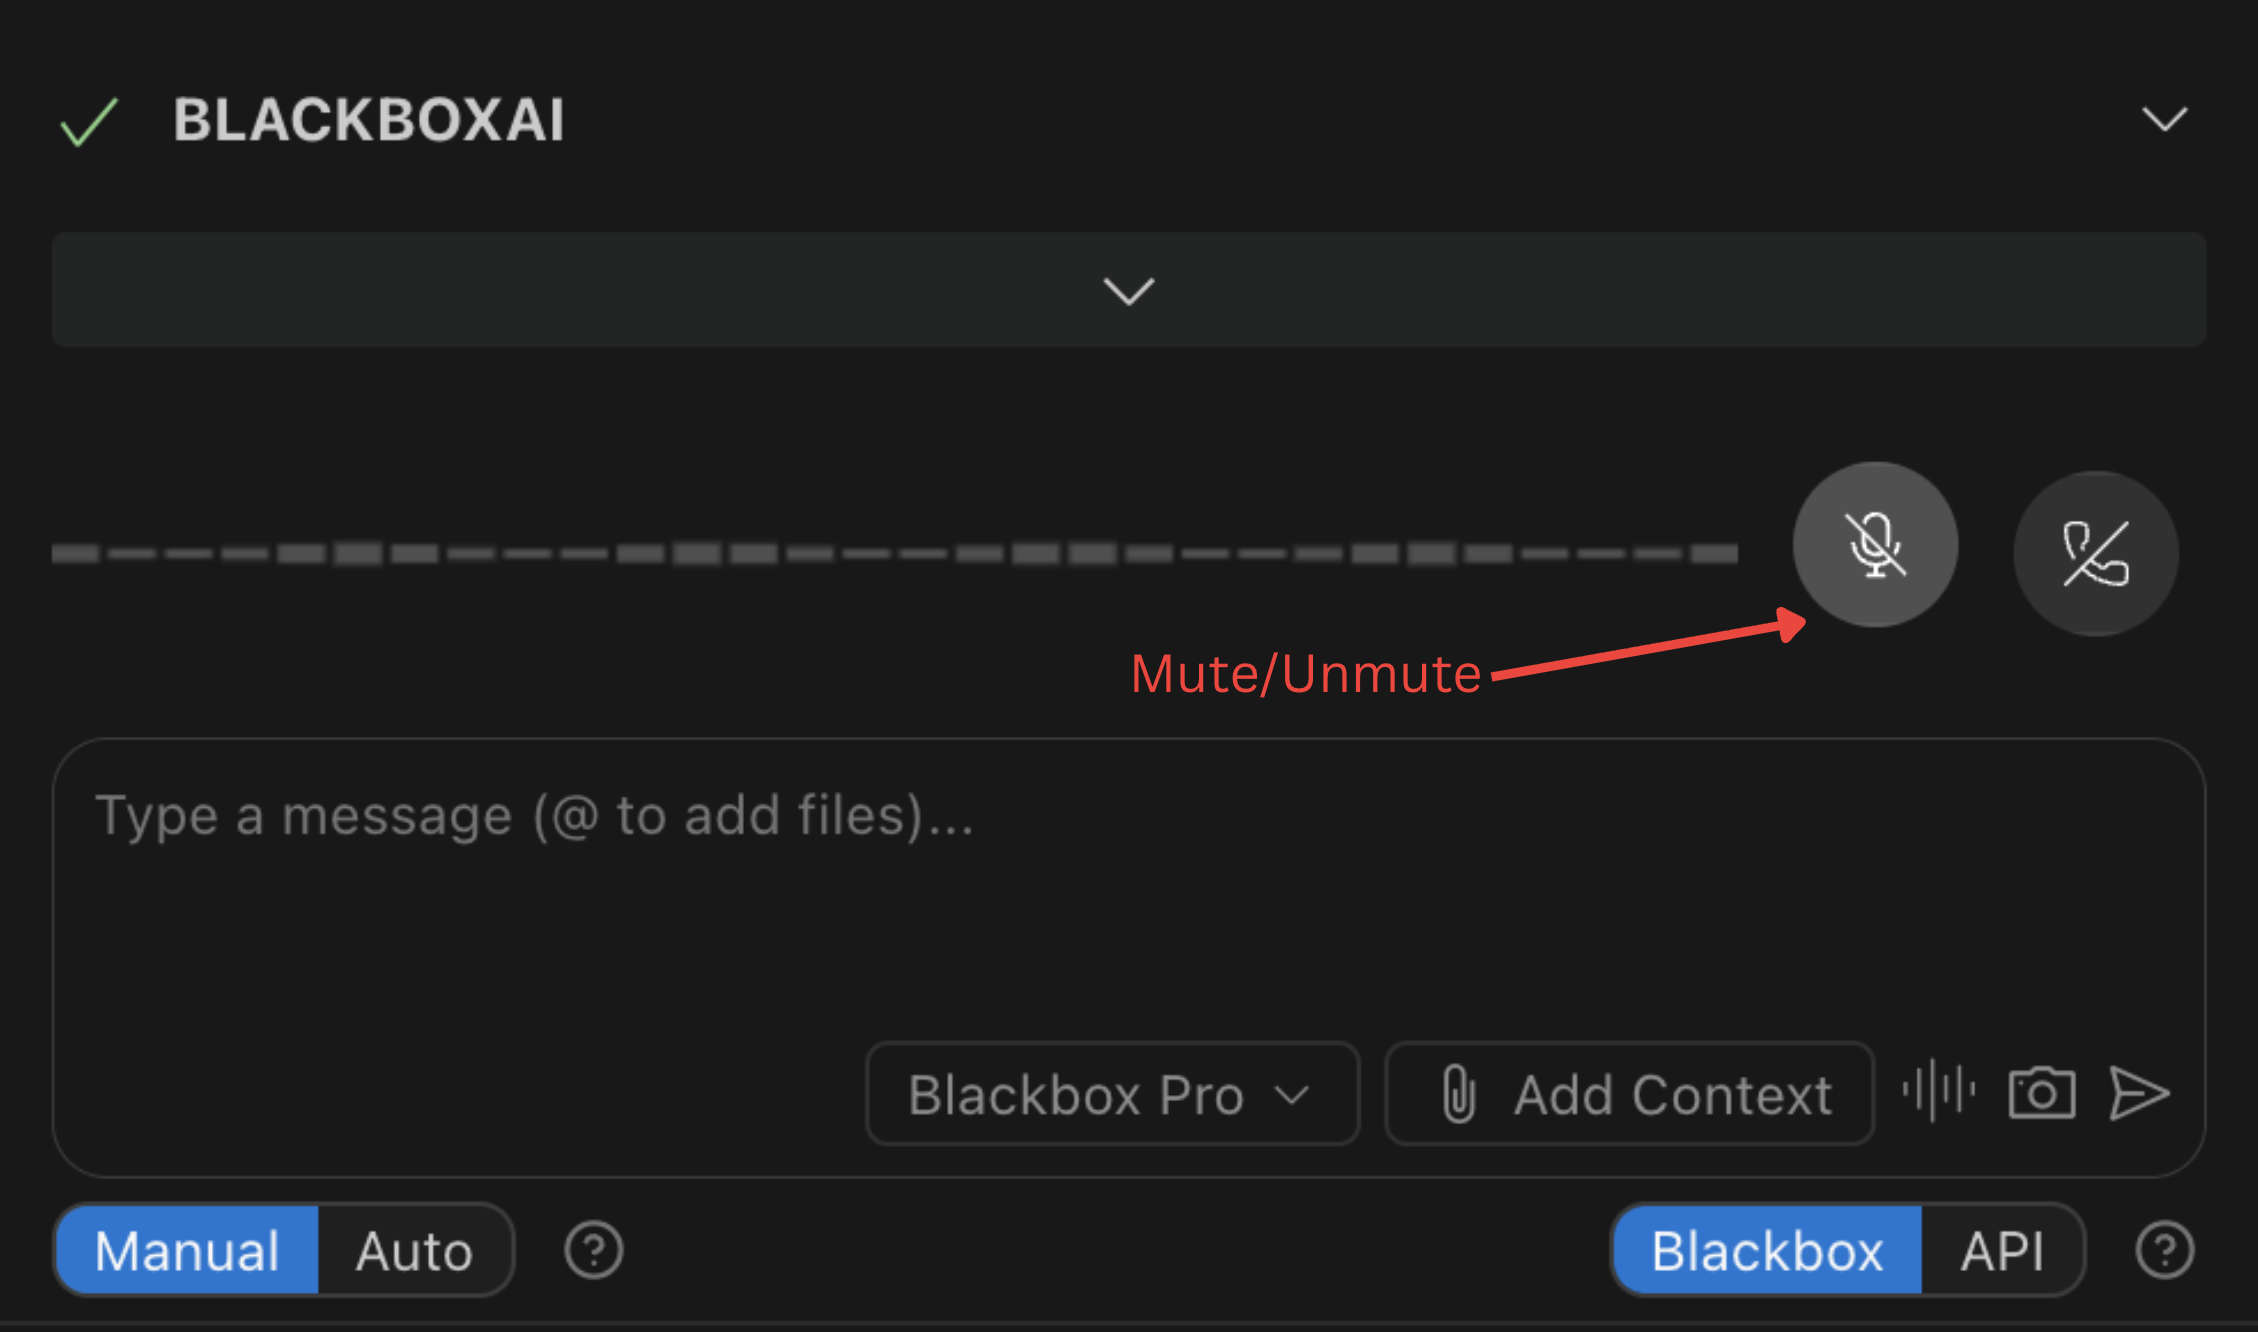 BLACKBOXAI
Mute/Unmute
Type a message (@ to add files)...
Blackbox Pro
Add Context
Manual
Auto
Blackbox
API